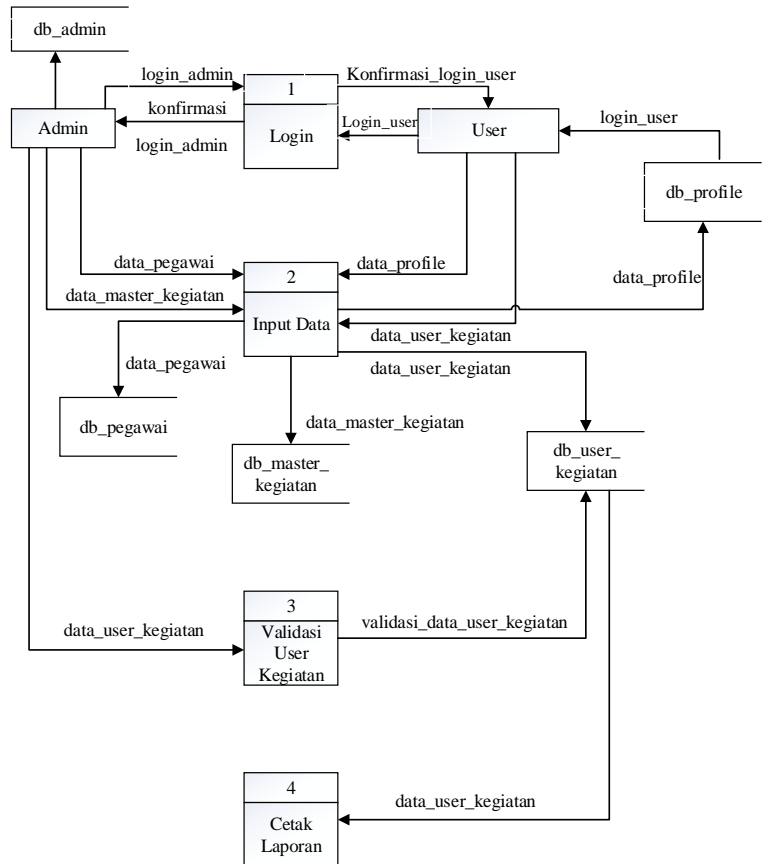 db_admin
login_admin
1
Konfirmasi_login_user
konfirmasi
Login_user
login_user
Admin
Login
User
login_admin
db_profile
data_pegawai
2
data_profile
data_profile
data_master_kegiatan
Input Data
data_user_kegiatan
data_pegawai
data_user_kegiatan
db_pegawai
data_master_kegiatan
db_master_
kegiatan
db_user_
kegiatan
3
data_user_kegiatan
Validasi
User
Kegiatan
validasi_data_user_kegiatan
4
data_user_kegiatan
Cetak
Laporan